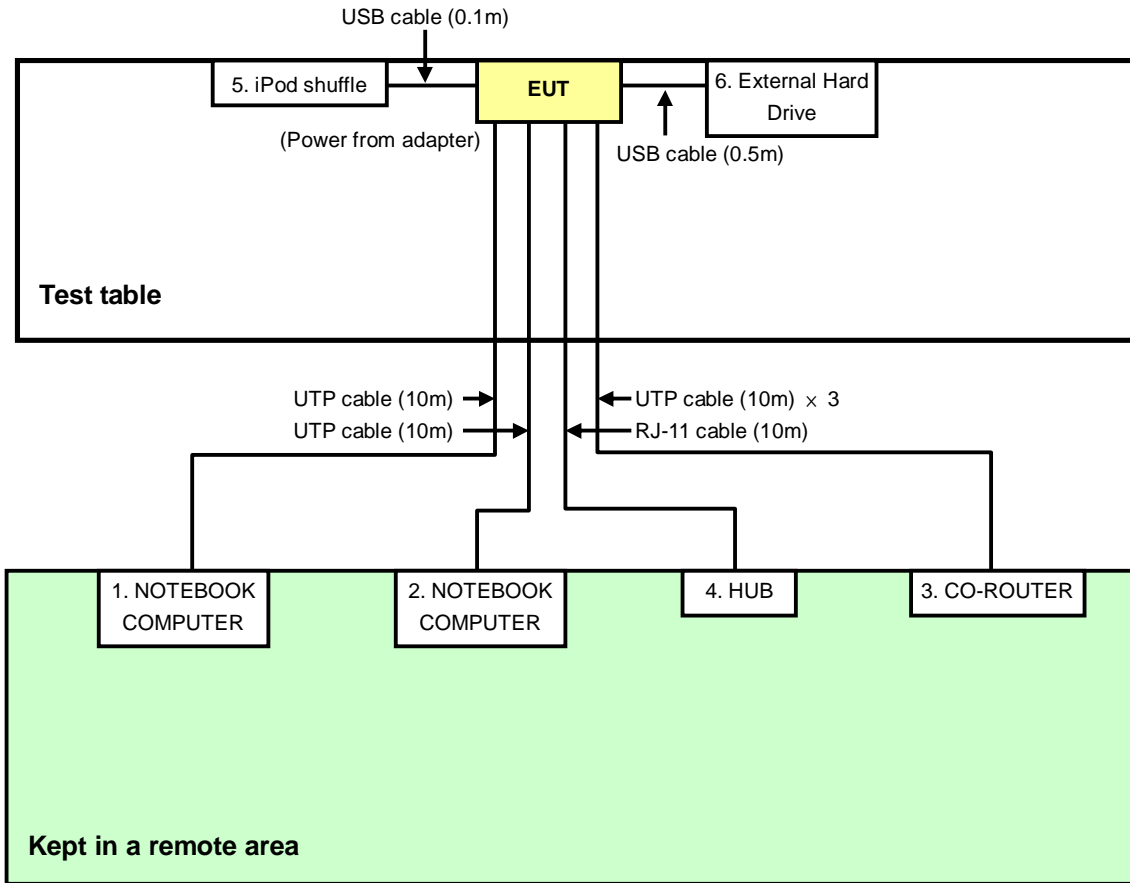 USB cable (0.1m)
5. iPod shuffle
EUT
6. External Hard
Drive
(Power from adapter)
USB cable (0.5m)
Test table
UTP cable (10m)
UTP cable (10m) × 3
UTP cable (10m)
RJ-11 cable (10m)
1. NOTEBOOK
COMPUTER
2. NOTEBOOK
COMPUTER
4. HUB
3. CO-ROUTER
Kept in a remote area